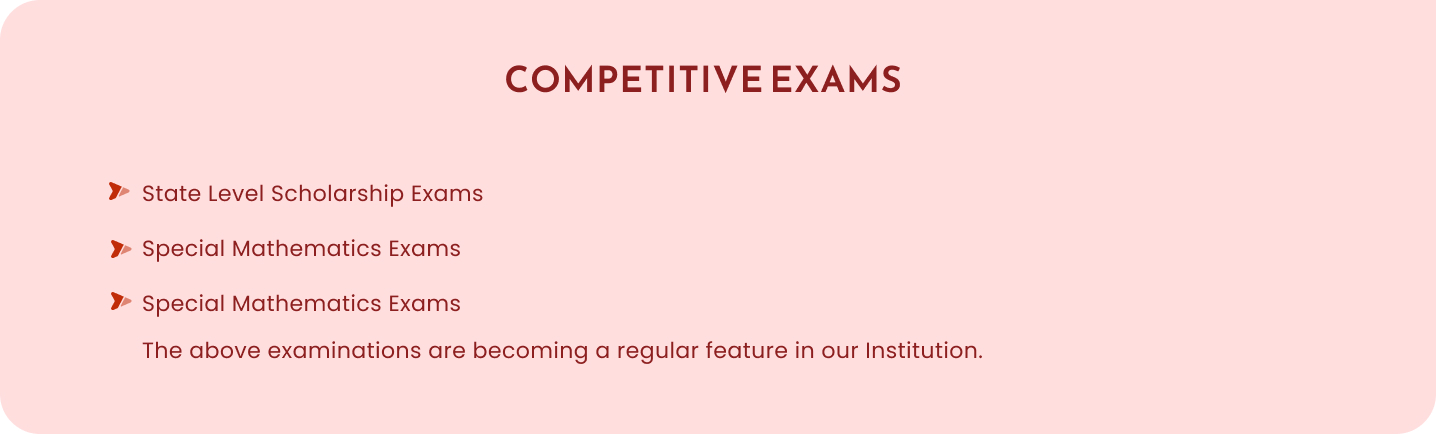 COMPETITIVE EXAMS
State Level Scholarship Exams
Special Mathematics Exams
Special Mathematics Exams
The above examinations are becoming a regular feature in our Institution.